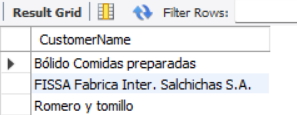 Result Grid Filter Rows:
CustomerName
Bólido Comidas preparadas
FISSA Fabrica Inter. Salchichas S.A.
Romero y tomillo